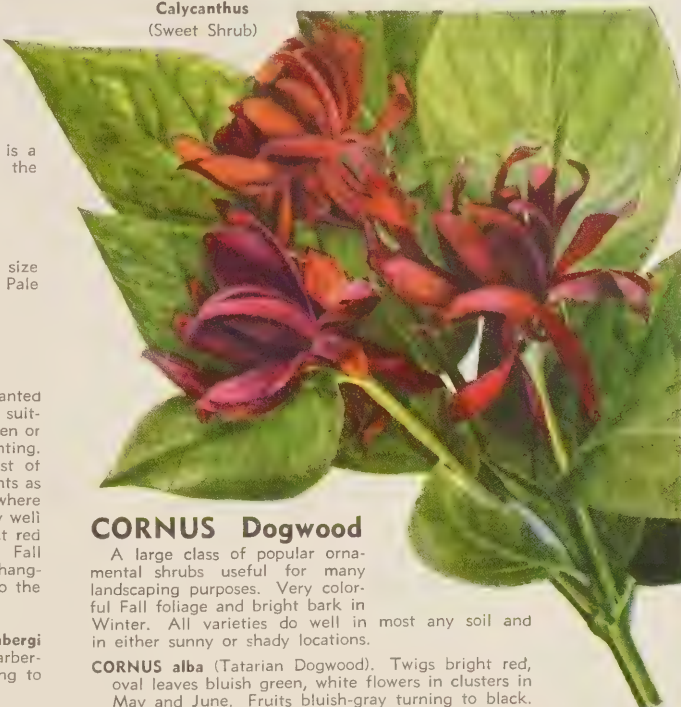 Calycanthus
(Sweet Shrub)
is a
the
size
Pale
anted
suit-
en or
nting.
st of
nts as
where
y well
t red
Fall
hang-
o the
nbergi
arber-
ng to
CORNUS Dogwood
A large class of popular orna-
mental shrubs useful for many
landscaping purposes. Very color-
ful Fall foliage and bright bark in
Winter. All varieties do well in most any soil and
in either sunny or shady locations.
CORNUS alba (Tatarian Dogwood). Twigs bright red,
oval leaves bluish green, white flowers in clusters in
May and June. Fruits bluish-gray turning to black.